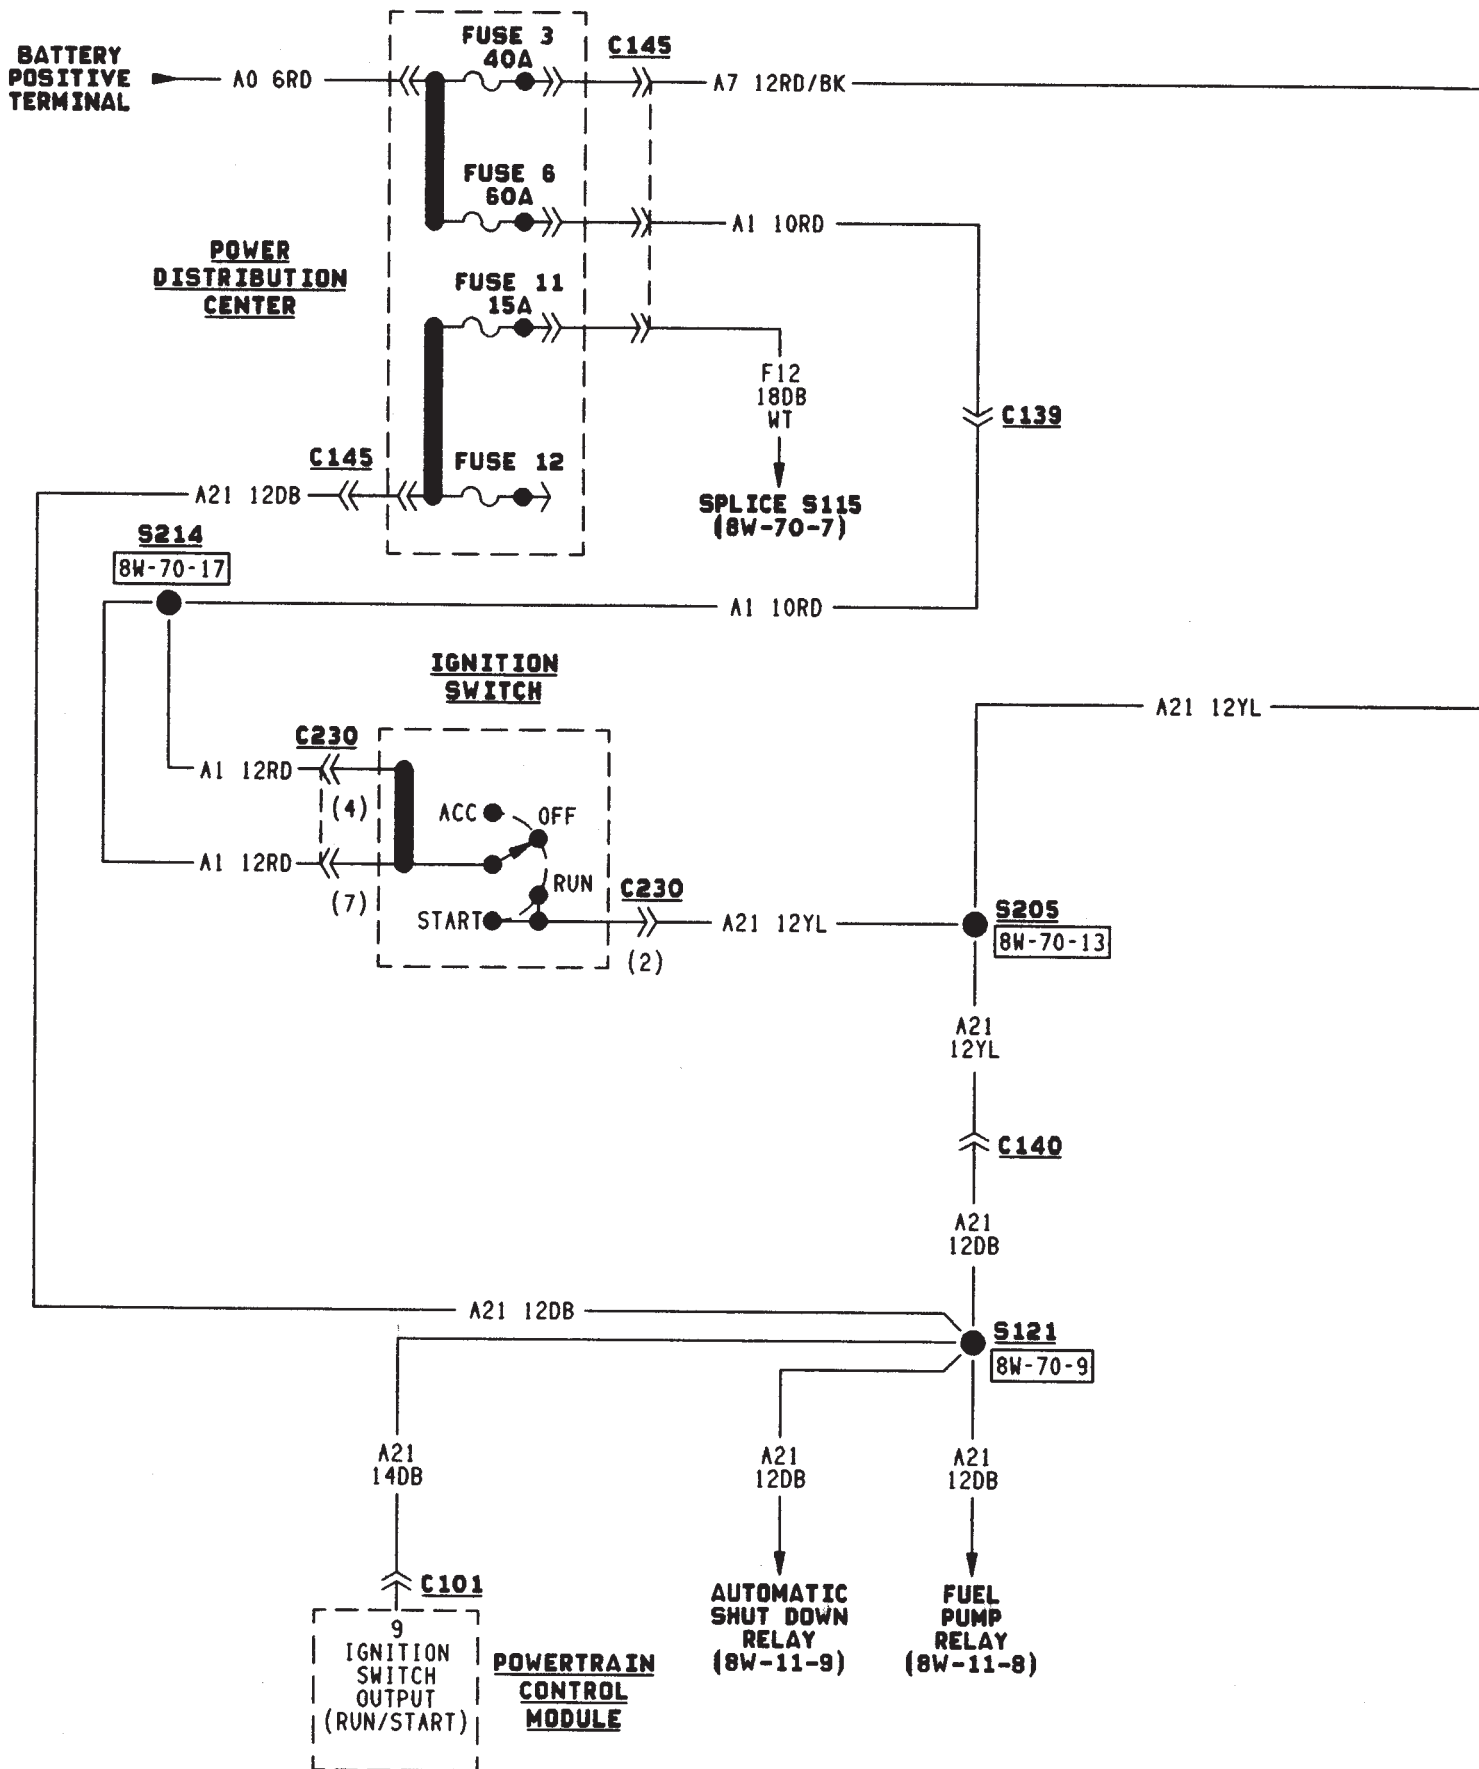 BATTERY
POSITIVE
TERMINAL
A0 6RD
FUSE 3
40A
C145
A7 12RD/BK
FUSE 6
60A
A1 10RD
POWER
DISTRIBUTION
CENTER
FUSE 11
15A
F12
18DB
WT
C139
C145
FUSE 12
A21 12DB
SPLICE S115
(8W-70-7)
S214
8W-70-17
A1 10RD
IGNITION
SWITCH
A21 12YL
C230
A1 12RD
(4)
ACC
OFF
A1 12RD
(7)
RUN
START
C230
A21 12YL
(2)
S205
8W-70-13
A21
12YL
C140
A21
12DB
A21 12DB
S121
8W-70-9
A21
14DB
A21
12DB
A21
12DB
C101
9
IGNITION
SWITCH
OUTPUT
(RUN/START)
POWERTRAIN
CONTROL
MODULE
AUTOMATIC
SHUT DOWN
RELAY
(8W-11-9)
FUEL
PUMP
RELAY
(8W-11-8)